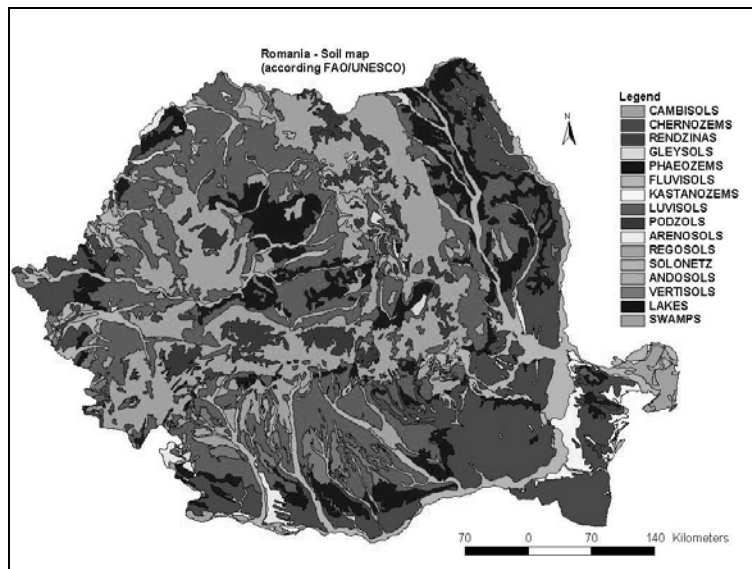 Romania - Soil map
(according FAO/UNESCO)
Legend
CAMBISOLS
CHERNOZEMS
RENDZINAS
GLEYSOLS
PHAEOZEMS
FLUVISOLS
KASTANOZEMS
LUVISOLS
PODZOLS
ARENOSOLS
REGOSOLS
SOLONETZ
ANDOSOLS
VERTISOLS
LAKES
SWAMPS
N
70 0 70 140 Kilometers